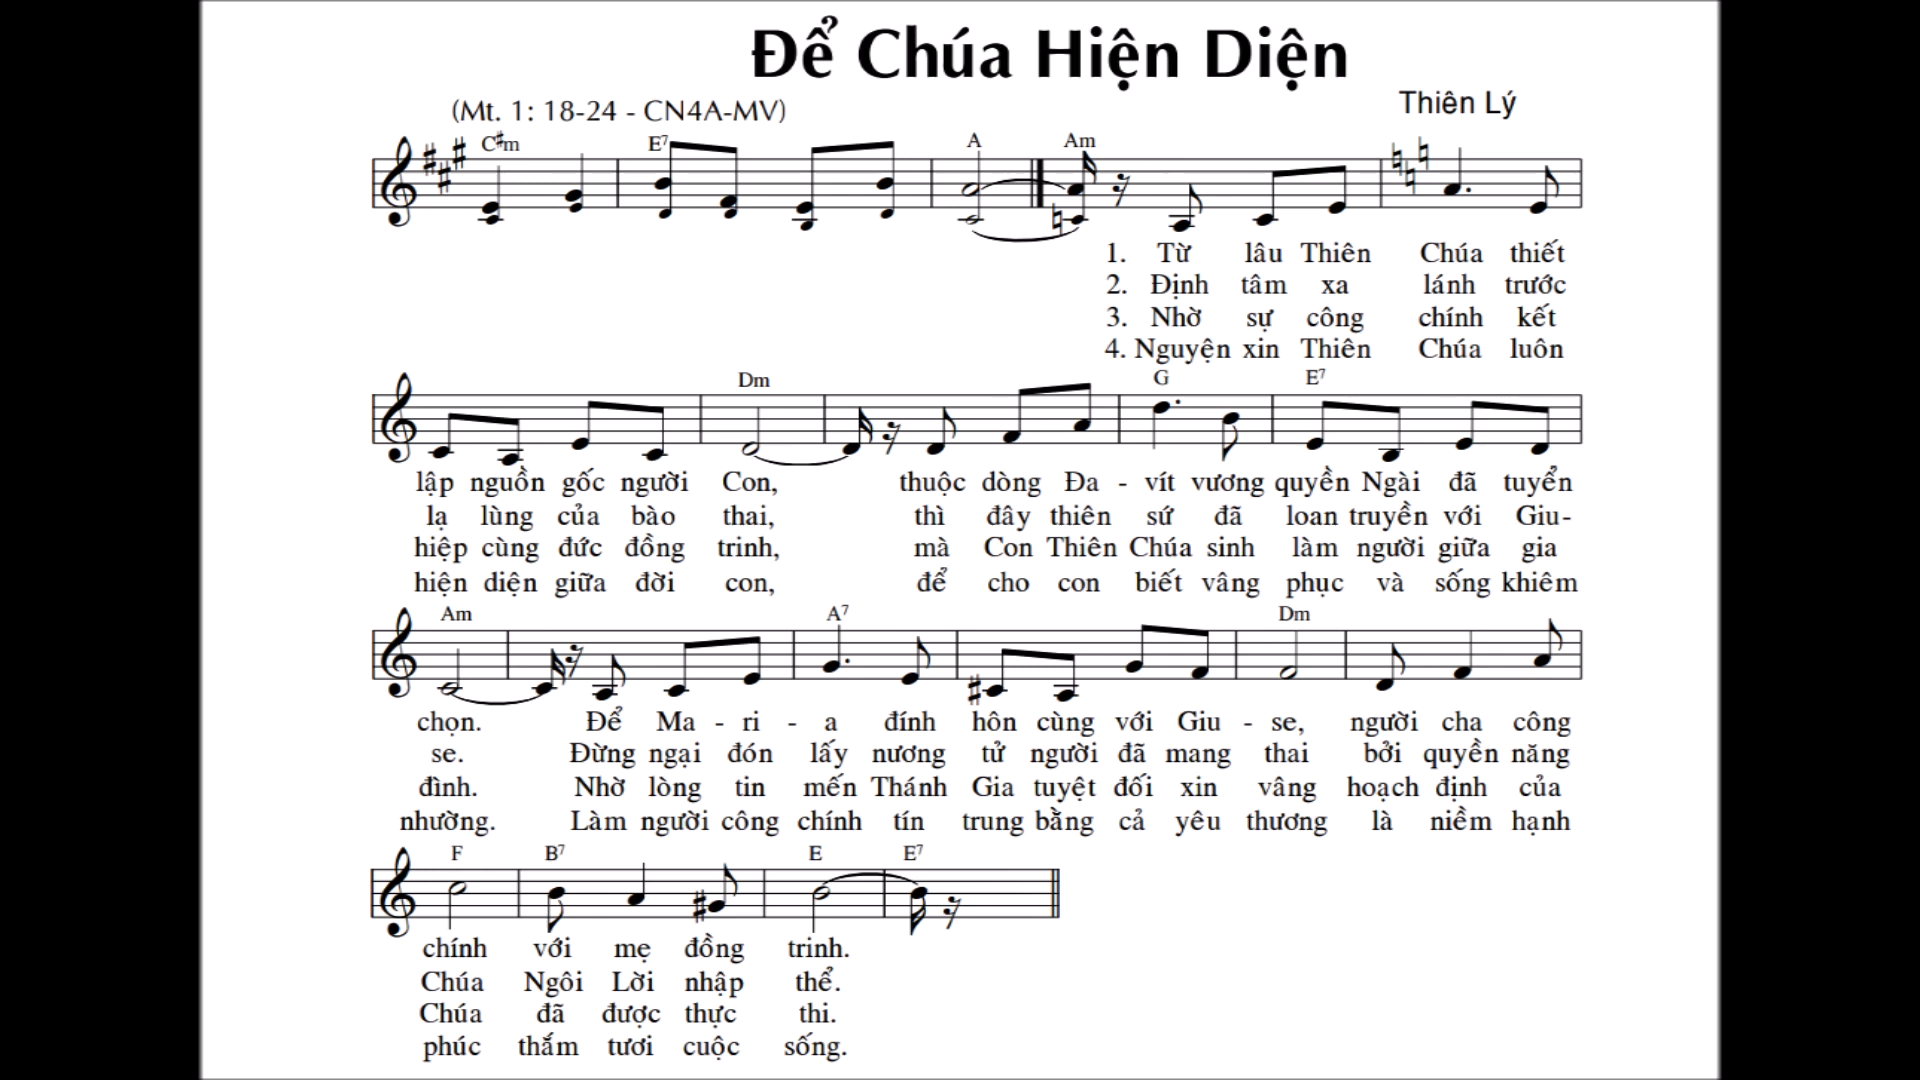 Để Chúa Hiện Diện
(Mt. 1: 18-24 - CN4A-MV)
Thiên Lý
C#m E7 A Am
1. Từ lâu Thiên Chúa thiết
2. Định tâm xa lánh trước
3. Nhờ sự công chính kết
4. Nguyện xin Thiên Chúa luôn
Dm G E7
lập nguồn gốc người Con, thuộc dòng Đa - vít vương quyền Ngài đã tuyển
lạ lùng của bào thai, thì đây thiên sứ đã loan truyền với Giu-
hiệp cùng đức đồng trinh, mà Con Thiên Chúa sinh làm người giữa gia
hiện diện giữa đời con, để cho con biết vâng phục và sống khiêm
Am A7 Dm
chọn. Để Ma - ri - a đính hôn cùng với Giu - se, người cha công
se. Đừng ngại đón lấy nương tử người đã mang thai bởi quyền năng
đình. Nhờ lòng tin mến Thánh Gia tuyệt đối xin vâng hoạch định của
nhường. Làm người công chính tín trung bằng cả yêu thương là niềm hạnh
F B7 E E7
chính với mẹ đồng trinh.
Chúa Ngôi Lời nhập thể.
Chúa đã được thực thi.
phúc thắm tươi cuộc sống.